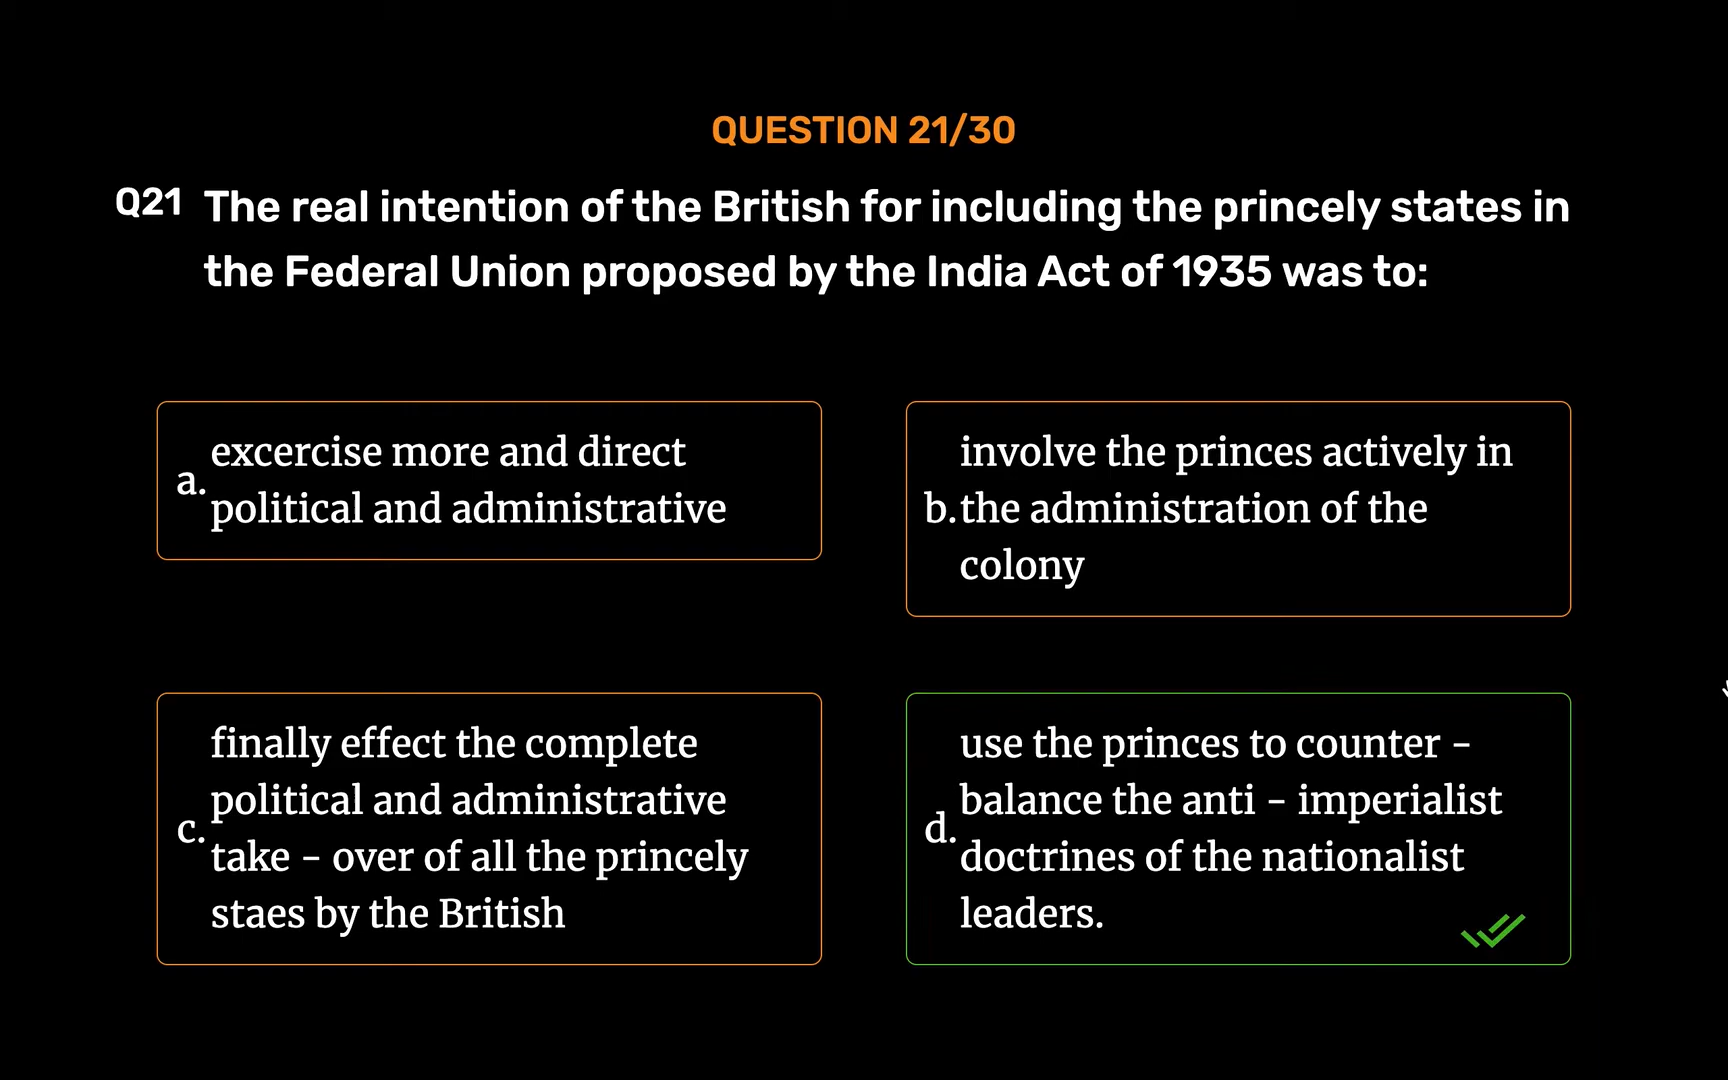 QUESTION 21/30
Q21 The real intention of the British for including the princely states in
the Federal Union proposed by the India Act of 1935 was to:
a. excercise more and direct
political and administrative
b. involve the princes actively in
the administration of the
colony
c. finally effect the complete
political and administrative
take - over of all the princely
staes by the British
d. use the princes to counter -
balance the anti - imperialist
doctrines of the nationalist
leaders.